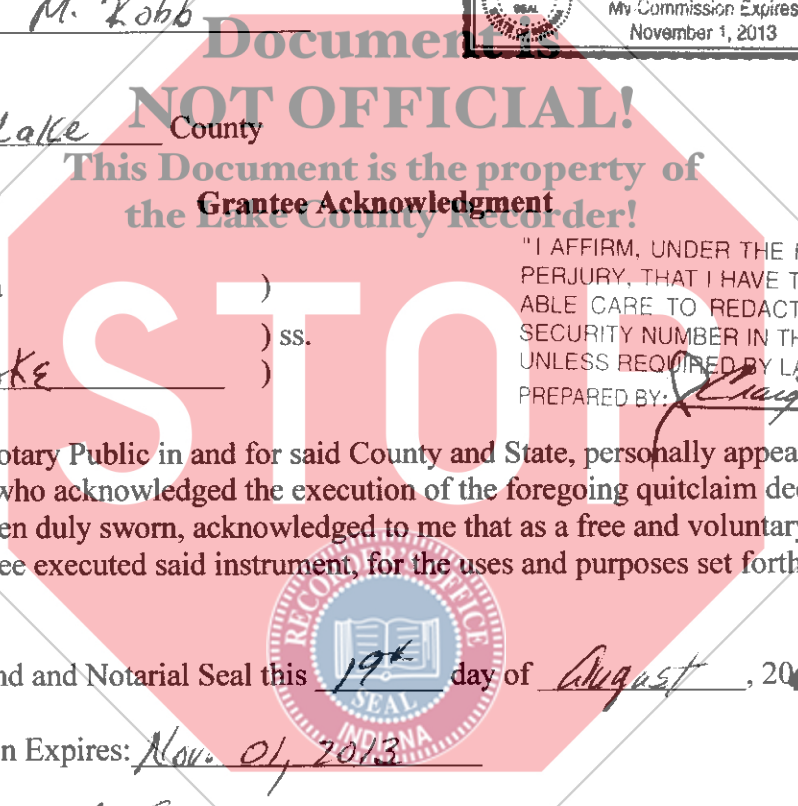 M. Robb
SEAL
My Commission Expires
November 1, 2013
Document is
NOT OFFICIAL!
Lake County
This Document is the property of
the Lake County Recorder!
Grantee Acknowledgment
"I AFFIRM, UNDER THE
PERJURY, THAT I HAVE T
ABLE CARE TO REDACT
SECURITY NUMBER IN TH
UNLESS REQUIRED BY LA
PREPARED BY: Craig
)
) ss.
)
STOP
otary Public in and for said County and State, personally appea
who acknowledged the execution of the foregoing quitclaim de
en duly sworn, acknowledged to me that as a free and voluntary
ee executed said instrument, for the uses and purposes set forth
nd and Notarial Seal this 19th day of August, 20
RECORDER'S OFFICE
SEAL
INDIANA
n Expires: Nov. 01, 2013